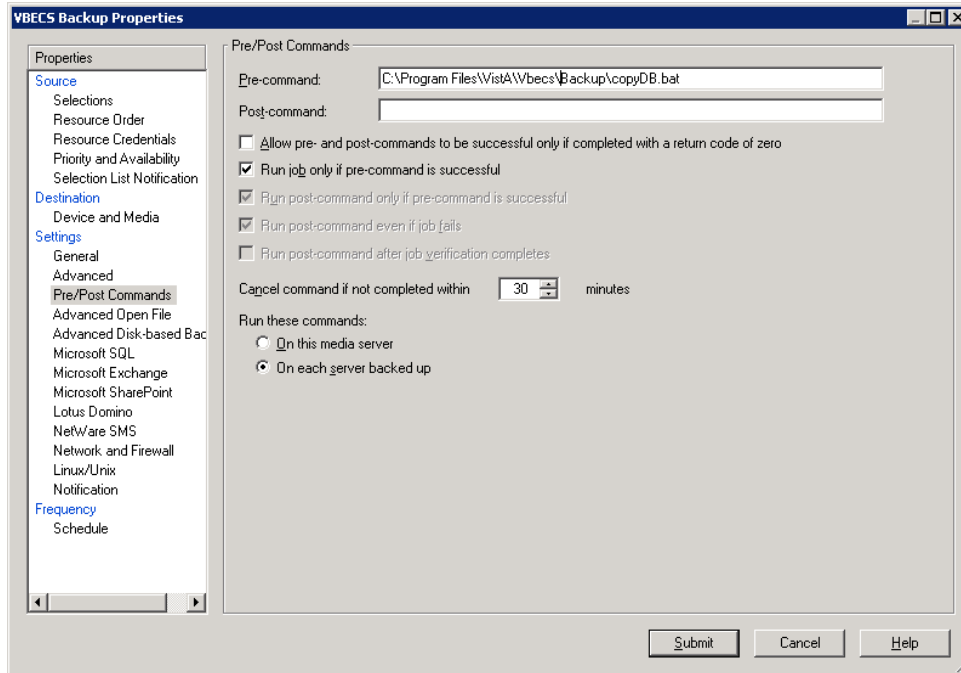 VBECS Backup Properties
Properties
Source
Selections
Resource Order
Resource Credentials
Priority and Availability
Selection List Notification
Destination
Device and Media
Settings
General
Advanced
Pre/Post Commands
Advanced Open File
Advanced Disk-based Bac
Microsoft SQL
Microsoft Exchange
Microsoft SharePoint
Lotus Domino
NetWare SMS
Network and Firewall
Linux/Unix
Notification
Frequency
Schedule
Pre/Post Commands
Pre-command: C:\Program Files\VistA\Vbecs\Backup\copyDB.bat
Post-command:
Allow pre- and post-commands to be successful only if completed with a return code of zero
Run job only if pre-command is successful
Run post-command only if pre-command is successful
Run post-command even if job fails
Run post-command after job verification completes
Cancel command if not completed within 30 minutes
Run these commands:
On this media server
On each server backed up
Submit Cancel Help